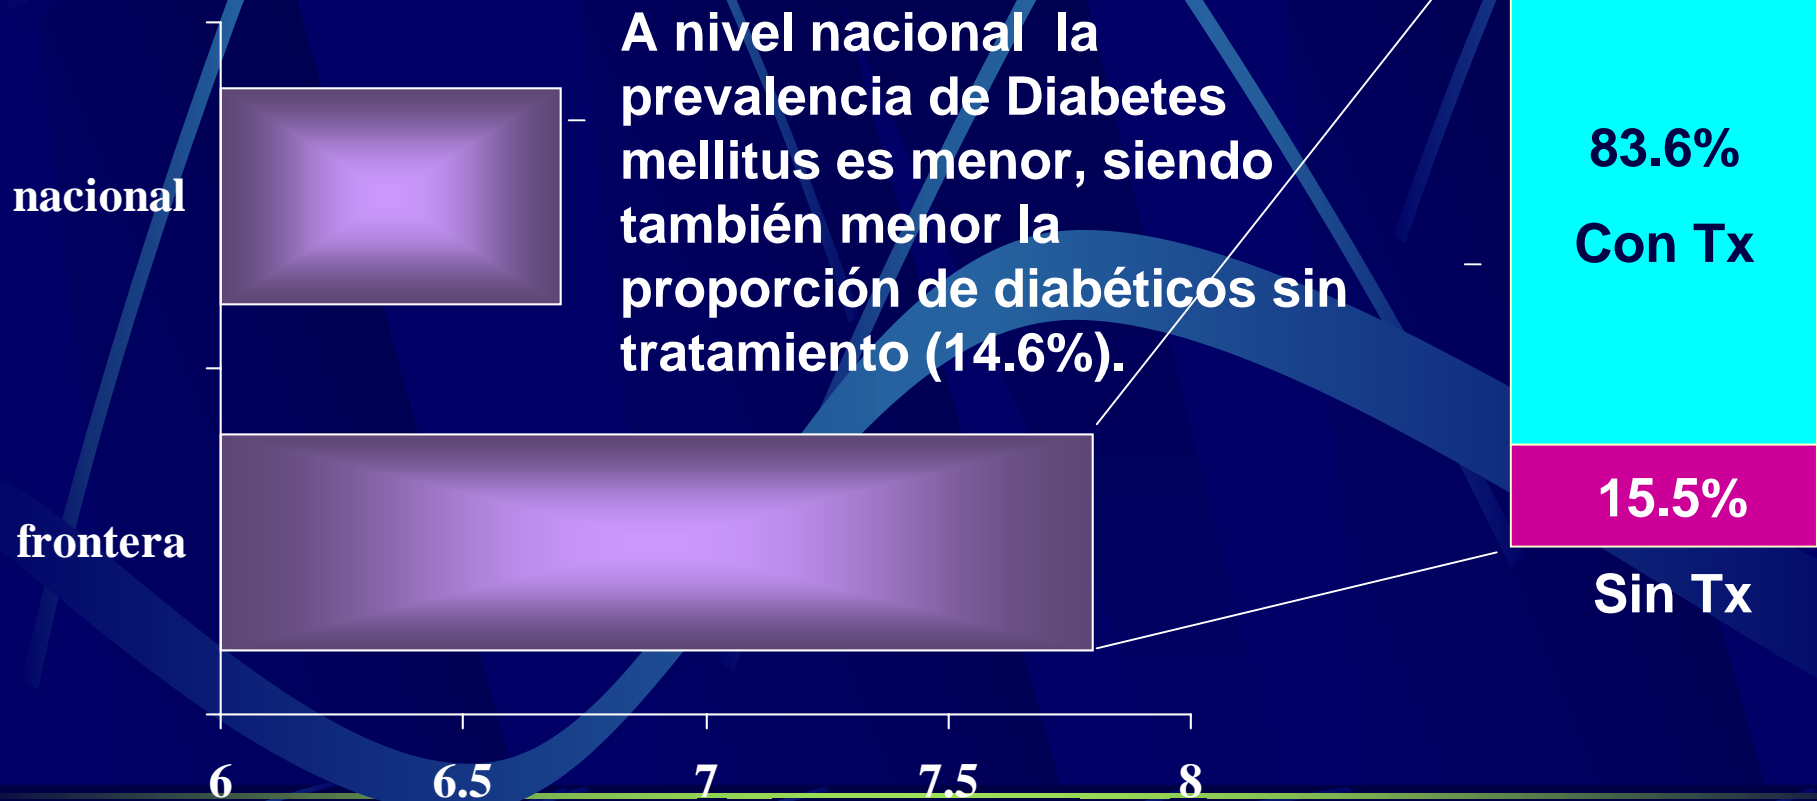 A nivel nacional la
prevalencia de Diabetes
mellitus es menor, siendo
también menor la
proporción de diabéticos sin
tratamiento (14.6%).
nacional
frontera
6 6.5 7 7.5 8
83.6%
Con Tx
15.5%
Sin Tx